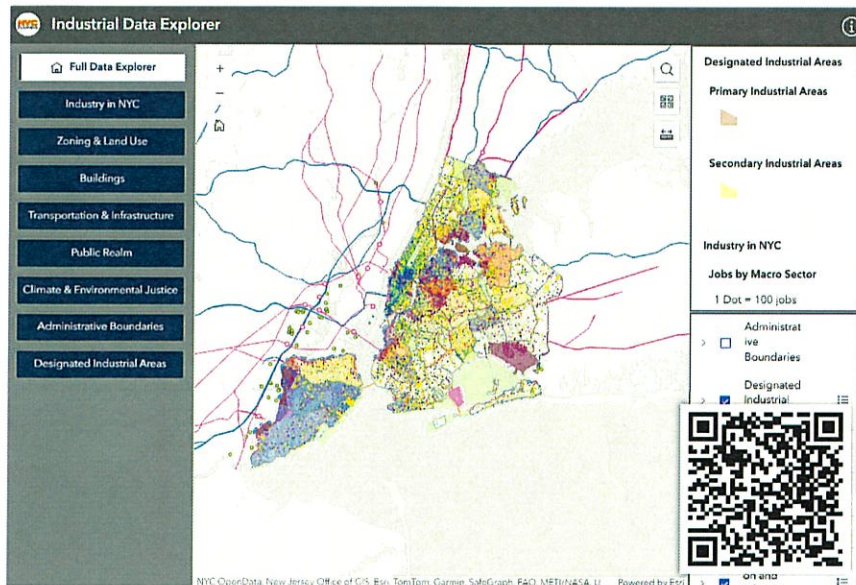 NYC
Industrial Data Explorer
Full Data Explorer
Industry in NYC
Zoning & Land Use
Buildings
Transportation & Infrastructure
Public Realm
Climate & Environmental Justice
Administrative Boundaries
Designated Industrial Areas
Designated Industrial Areas
Primary Industrial Areas
Secondary Industrial Areas
Industry in NYC
Jobs by Macro Sector
1 Dot = 100 jobs
Administrat
ive
Boundaries
Designated
Industrial
on and
NYC OpenData, New Jersey Office of GIS, Esri, TomTom, Garmin, SafeGraph, FAO, METI/NASA, U
Powered by Esri